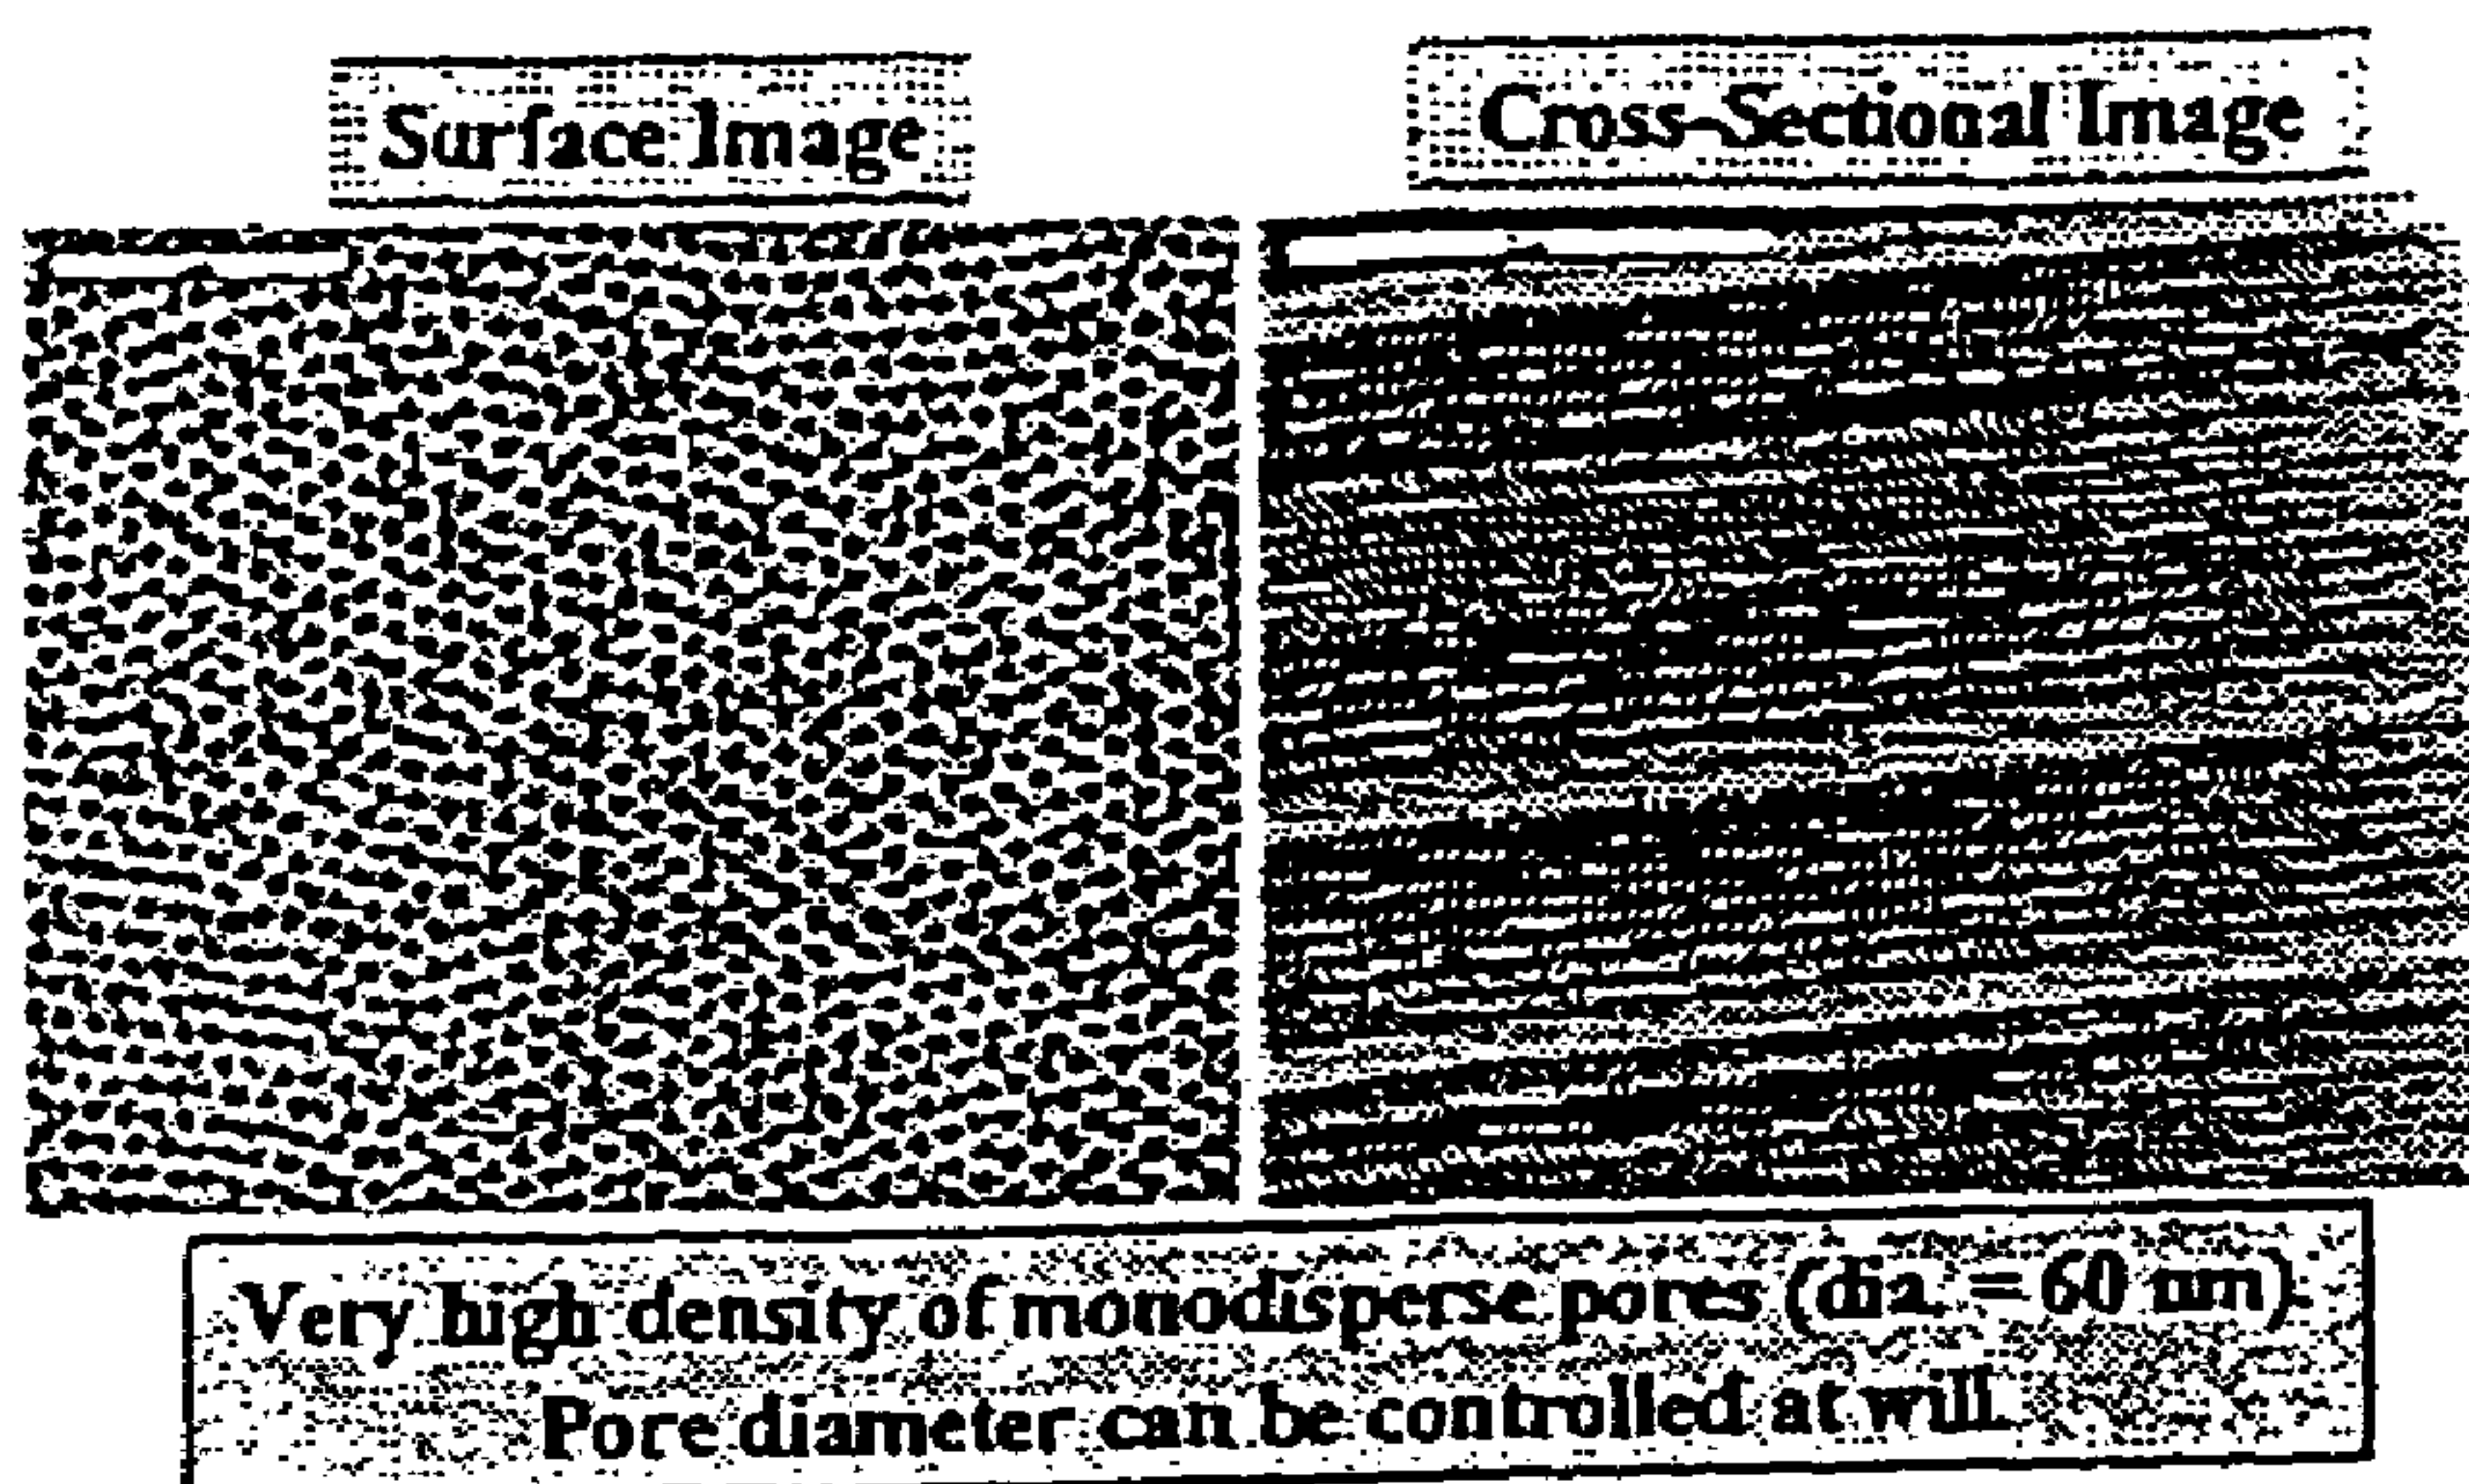 Surface Image
Cross-Sectional Image
Very high density of monodisperse pores (dia. = 60 nm).
Pore diameter can be controlled at will.